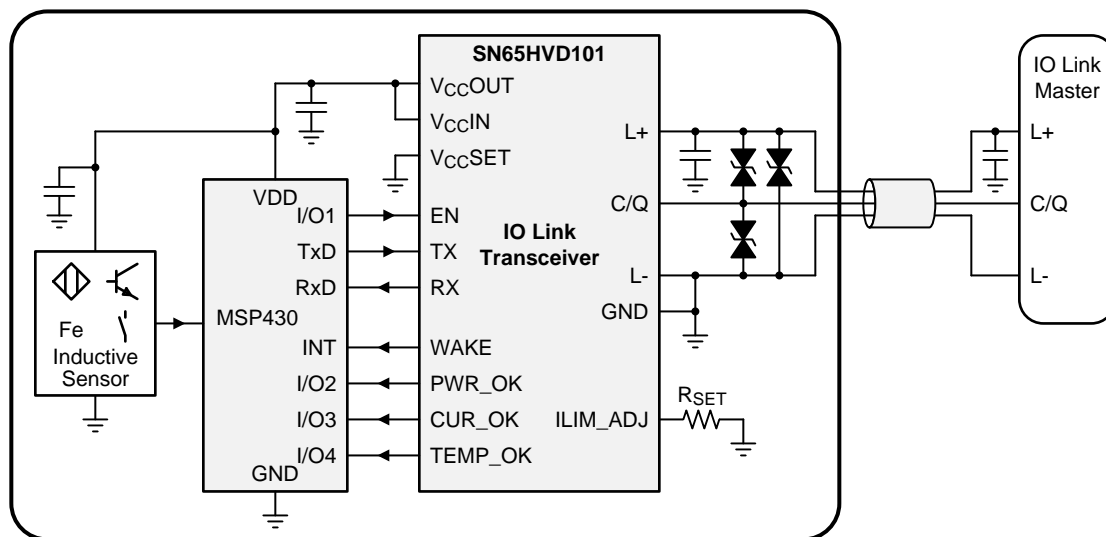 SN65HVD101
VCCOUT
VCCIN
VCCSET
L+
C/Q
L-
GND
EN
TX
RX
WAKE
PWR_OK
CUR_OK
TEMP_OK
ILIM_ADJ
IO Link
Transceiver
VDD
I/O1
TxD
RxD
MSP430
INT
I/O2
I/O3
I/O4
GND
Fe
Inductive
Sensor
RSET
IO Link
Master
L+
C/Q
L-